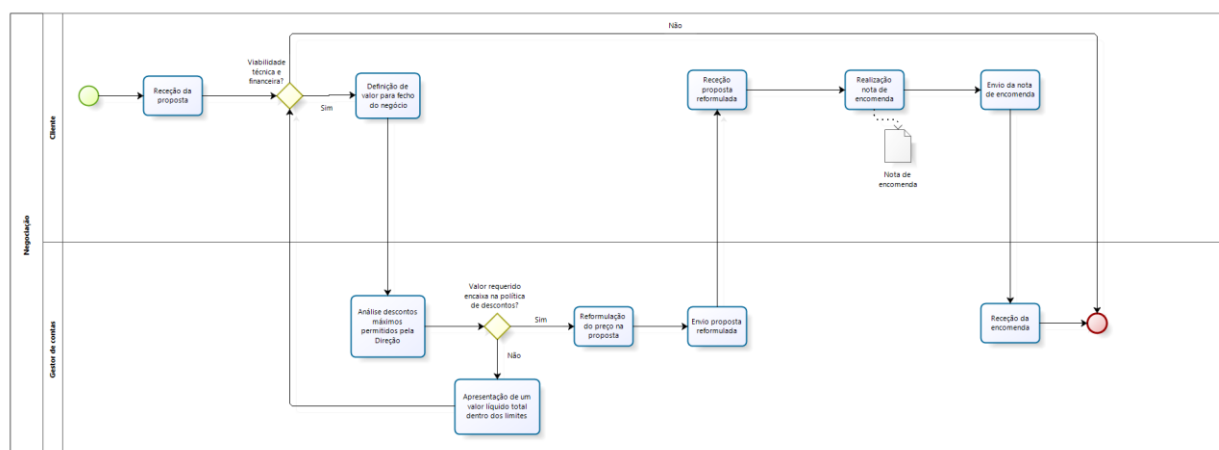 Negociação
Cliente
Gestor de contas
Não
Receção da
proposta
Viabilidade
técnica e
financeira?
Sim
Definição de
valor para fecho
do negócio
Receção
proposta
reformulada
Realização
nota de
encomenda
Envio da nota
de encomenda
Nota de
encomenda
Análise descontos
máximos
permitidos pela
Direção
Valor requerido
encaixa na política
de descontos?
Sim
Não
Reformulação
do preço na
proposta
Envio proposta
reformulada
Receção da
encomenda
Apresentação de um
valor líquido total
dentro dos limites